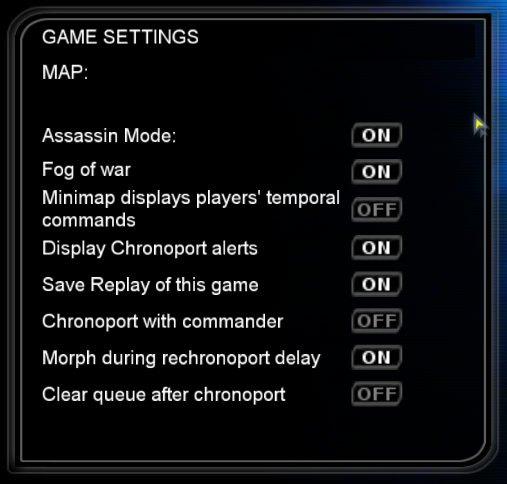 GAME SETTINGS
MAP:
Assassin Mode: ON
Fog of war ON
Minimap displays players' temporal
commands OFF
Display Chronoport alerts ON
Save Replay of this game ON
Chronoport with commander OFF
Morph during rechronoport delay ON
Clear queue after chronoport OFF